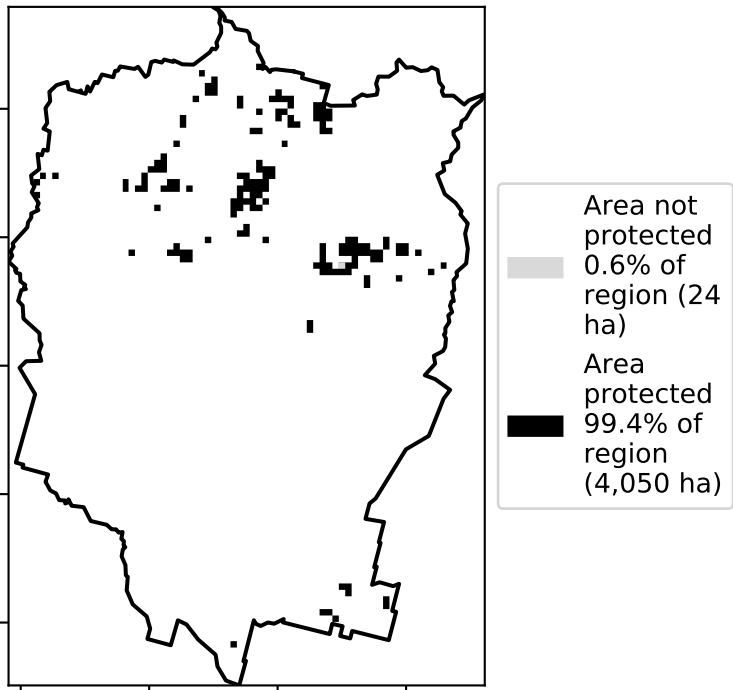 Area not
protected
0.6% of
region (24
ha)
Area
protected
99.4% of
region
(4,050 ha)